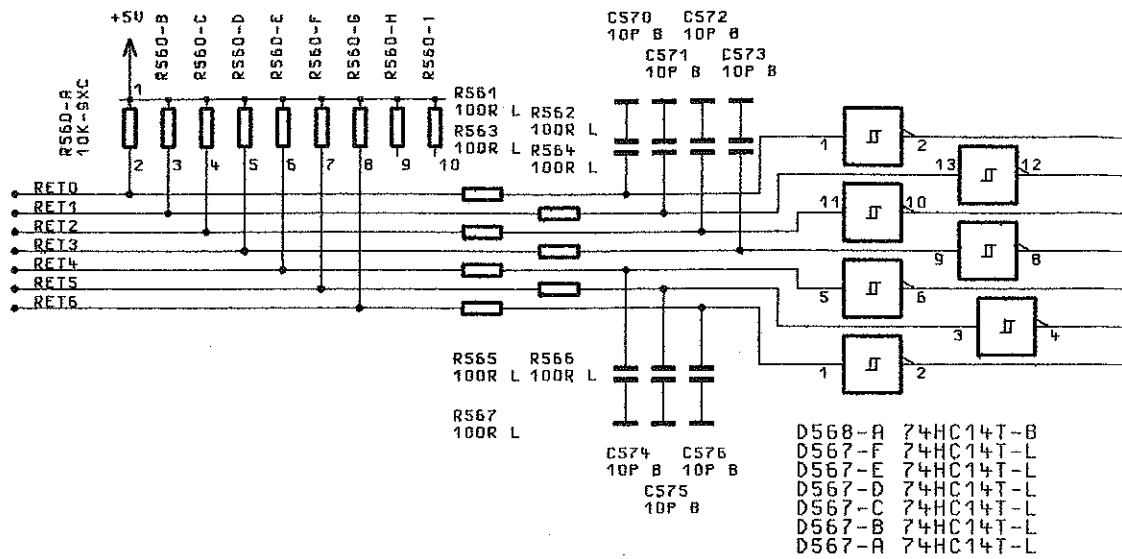 +5V
R560-A
10K-9XC
R560-B
R560-C
R560-D
R560-E
R560-F
R560-G
R560-H
R560-I
1
2
3
4
5
6
7
8
9
10
R561
100R L
R563
100R L
R562
100R L
R564
100R L
C570
10P B
C572
10P B
C571
10P B
C573
10P B
RET0
RET1
RET2
RET3
RET4
RET5
RET6
1
2
13
12
11
10
9
8
5
6
3
4
1
2
R565
100R L
R566
100R L
R567
100R L
C574
10P B
C576
10P B
C575
10P B
D568-A 74HC14T-B
D567-F 74HC14T-L
D567-E 74HC14T-L
D567-D 74HC14T-L
D567-C 74HC14T-L
D567-B 74HC14T-L
D567-A 74HC14T-L